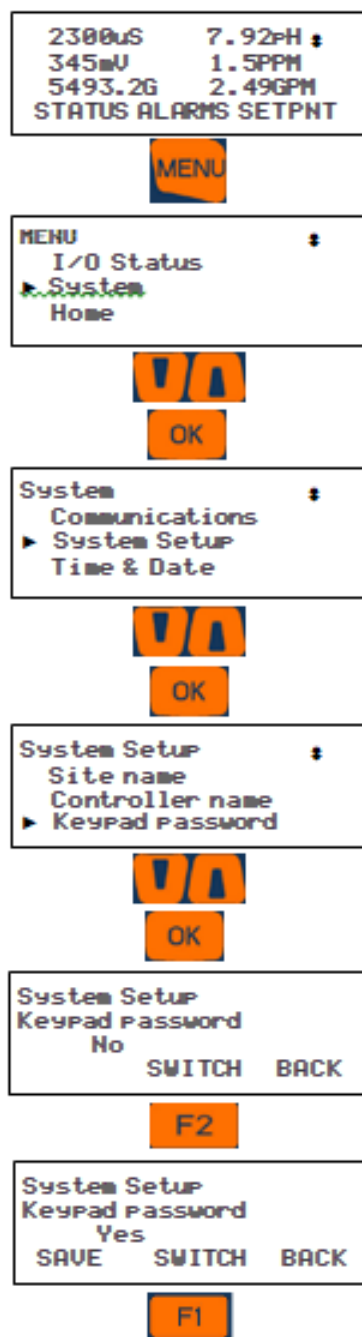 2300uS 7.92pH
345mV 1.5PPM
5493.2G 2.49GPM
STATUS ALARMS SETPNT
MENU
MENU
I/O Status
System
Home
OK
System
Communications
System Setup
Time & Date
OK
System Setup
Site name
Controller name
Keypad password
OK
System Setup
Keypad password
No
SWITCH BACK
F2
System Setup
Keypad password
Yes
SAVE SWITCH BACK
F1